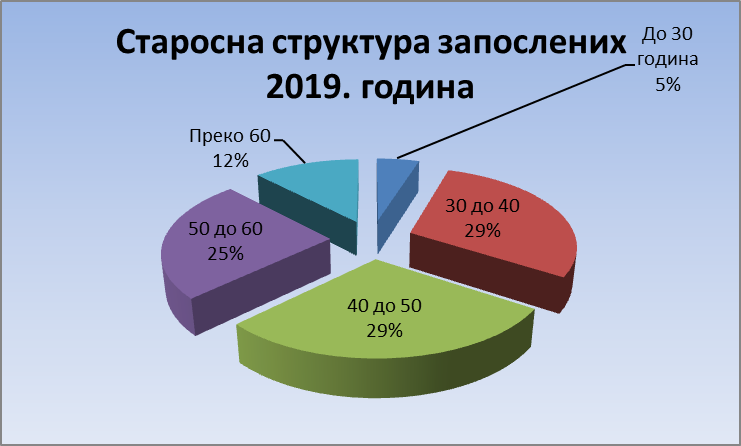 Старосна структура запослених
2019. година
До 30
година
5%
30 до 40
29%
40 до 50
29%
50 до 60
25%
Преко 60
12%